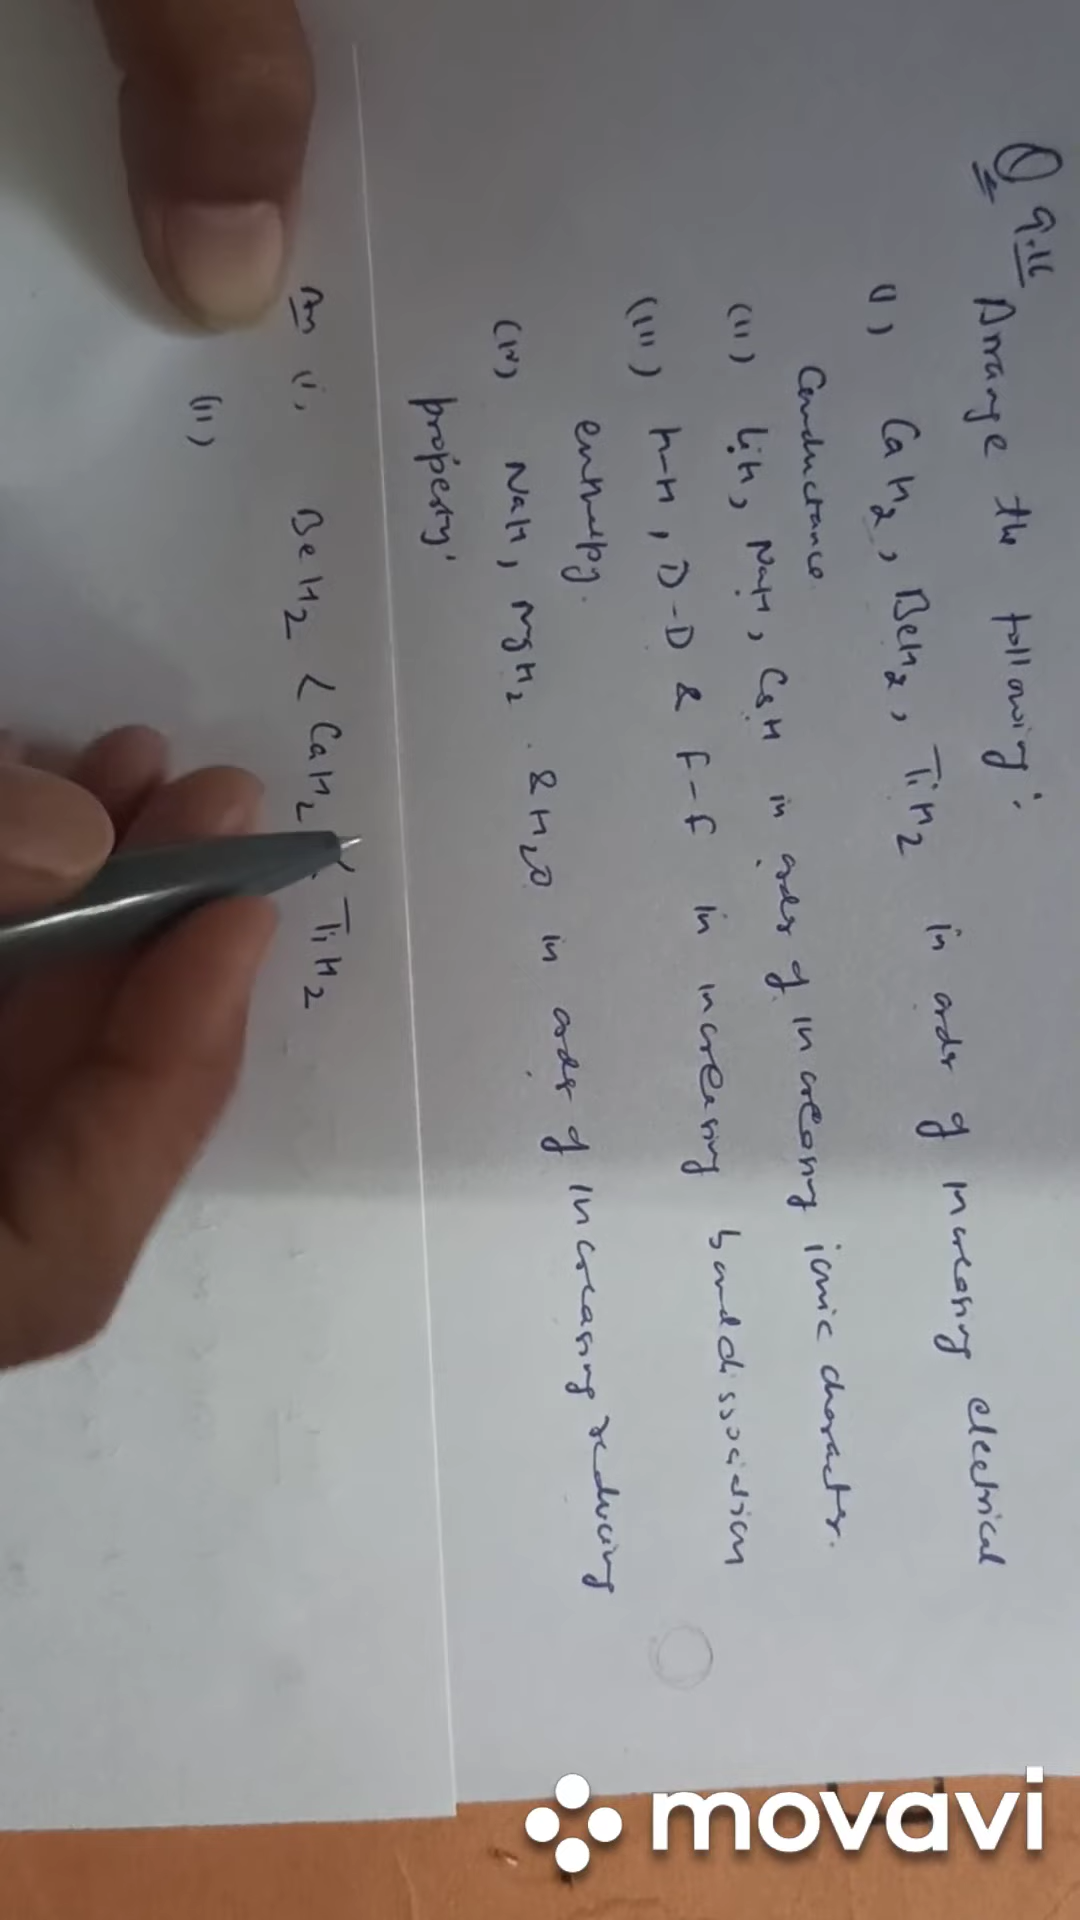 Q 9.16 Arrange the following:
(i) CaH2, BeH2, TiH2 in order of increasing electrical
Conductance.
(ii) LiH, NaH, CsH in order of increasing ionic character.
(iii) H-H, D-D & F-F in increasing bond dissociation
enthalpy.
(iv) NaH, MgH2 & H2O in order of increasing reducing
property.
An (i), BeH2 < CaH2 < TiH2
(ii)
movavi